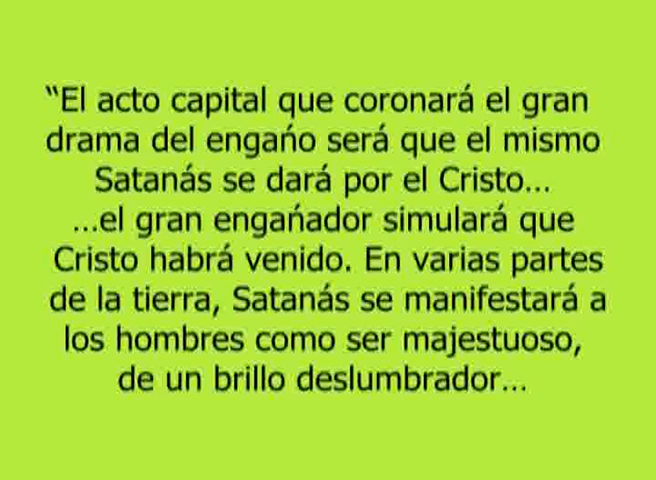 “El acto capital que coronará el gran
drama del engańo será que el mismo
Satanás se dará por el Cristo...
...el gran engańador simulará que
Cristo habrá venido. En varias partes
de la tierra, Satanás se manifestará a
los hombres como ser majestuoso,
de un brillo deslumbrador...